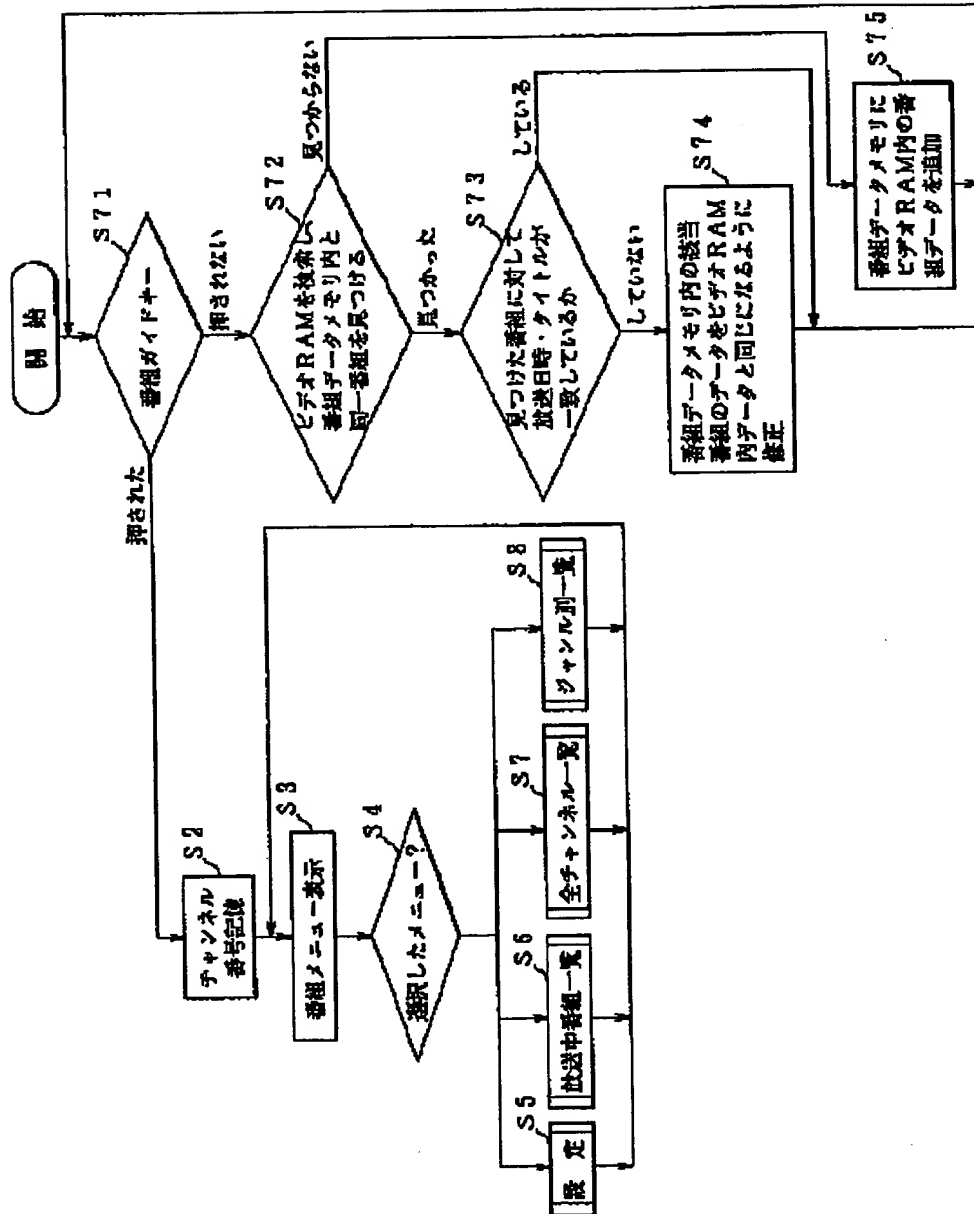 開 始
S71
番組ガイドキー
押された
押されない
S72
ビデオRAMを検索し
番組データメモリ内と
同一番組を見つける
見つからない
見つかった
S73
見つけた番組に対して
放送日時・タイトルが
一致しているか
している
していない
S74
番組データメモリ内の該当
番組のデータをビデオRAM
内データと同じになるように
修正
S75
番組データメモリに
ビデオRAM内の番
組データを追加
S2
チャンネル
番号記憶
S3
番組メニュー表示
S4
選択したメニュー?
S5
設 定
S6
放送中番組一覧
S7
全チャンネル一覧
S8
ジャンル別一覧